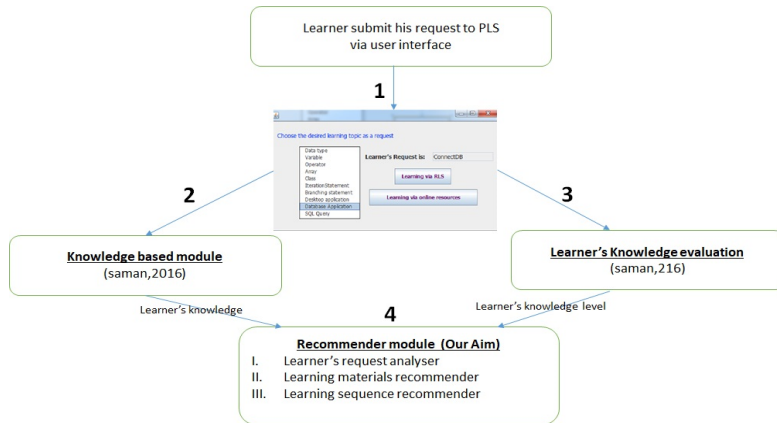 Learner submit his request to PLS
via user interface
1
Choose the desired learning topic as a request
Data type
Variable
Operator
Array
Class
IterationStatement
Branching statement
Desktop application
Database Application
SQL Query
Learner's Request is: ConnectDB
Learning via RLS
Learning via online resources
2
3
Knowledge based module
(saman,2016)
Learner's Knowledge evaluation
(saman,216)
Learner's knowledge
4
Learner's knowledge level
Recommender module (Our Aim)
I. Learner's request analyser
II. Learning materials recommender
III. Learning sequence recommender